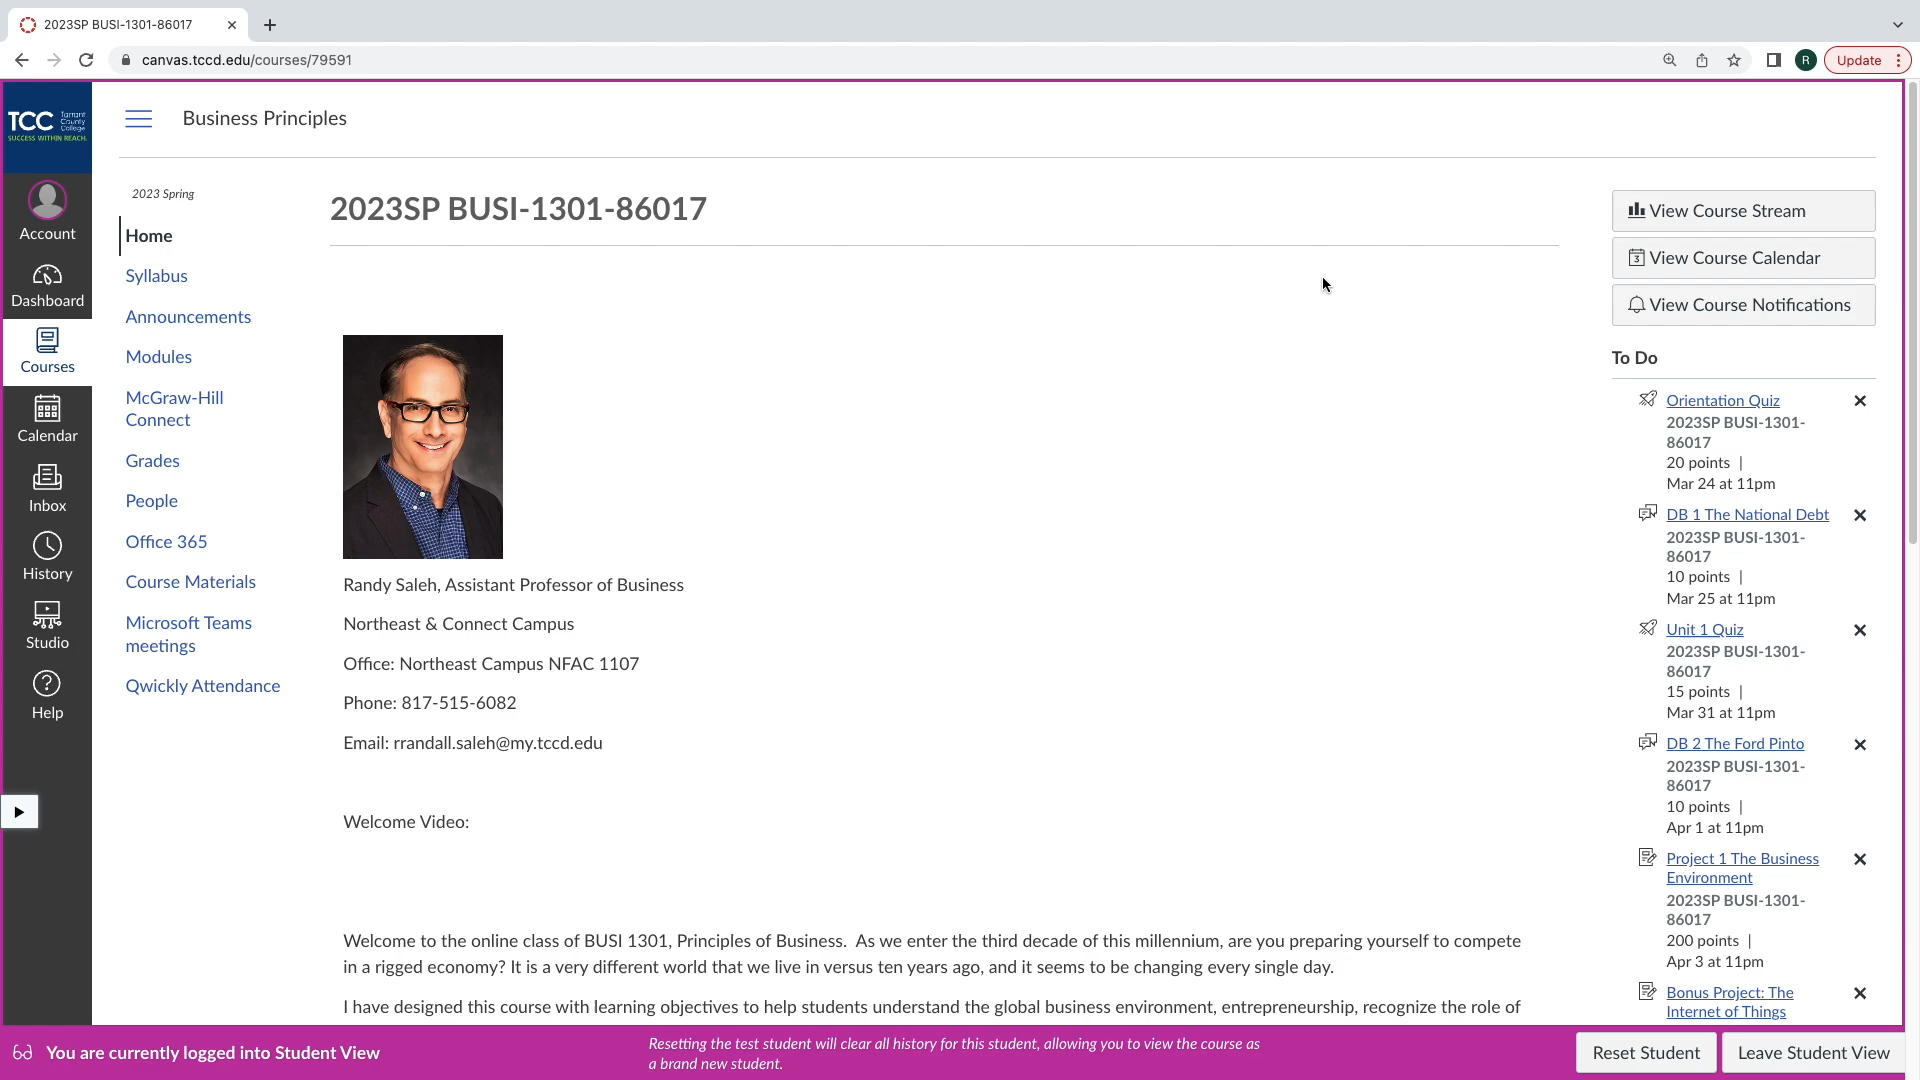 2023SP BUSI-1301-86017
canvas.tccd.edu/courses/79591
R
Update
TCC Tarrant County College
SUCCESS WITHIN REACH.
Account
Dashboard
Courses
Calendar
Inbox
History
Studio
Help
Business Principles
2023 Spring
Home
Syllabus
Announcements
Modules
McGraw-Hill
Connect
Grades
People
Office 365
Course Materials
Microsoft Teams
meetings
Qwickly Attendance
2023SP BUSI-1301-86017
Randy Saleh, Assistant Professor of Business
Northeast & Connect Campus
Office: Northeast Campus NFAC 1107
Phone: 817-515-6082
Email: rrandall.saleh@my.tccd.edu
Welcome Video:
Welcome to the online class of BUSI 1301, Principles of Business.  As we enter the third decade of this millennium, are you preparing yourself to compete
in a rigged economy? It is a very different world that we live in versus ten years ago, and it seems to be changing every single day.
I have designed this course with learning objectives to help students understand the global business environment, entrepreneurship, recognize the role of
View Course Stream
3 View Course Calendar
View Course Notifications
To Do
Orientation Quiz
2023SP BUSI-1301-
86017
20 points |
Mar 24 at 11pm
DB 1 The National Debt
2023SP BUSI-1301-
86017
10 points |
Mar 25 at 11pm
Unit 1 Quiz
2023SP BUSI-1301-
86017
15 points |
Mar 31 at 11pm
DB 2 The Ford Pinto
2023SP BUSI-1301-
86017
10 points |
Apr 1 at 11pm
Project 1 The Business
Environment
2023SP BUSI-1301-
86017
200 points |
Apr 3 at 11pm
Bonus Project: The
Internet of Things
You are currently logged into Student View
Resetting the test student will clear all history for this student, allowing you to view the course as
a brand new student.
Reset Student
Leave Student View